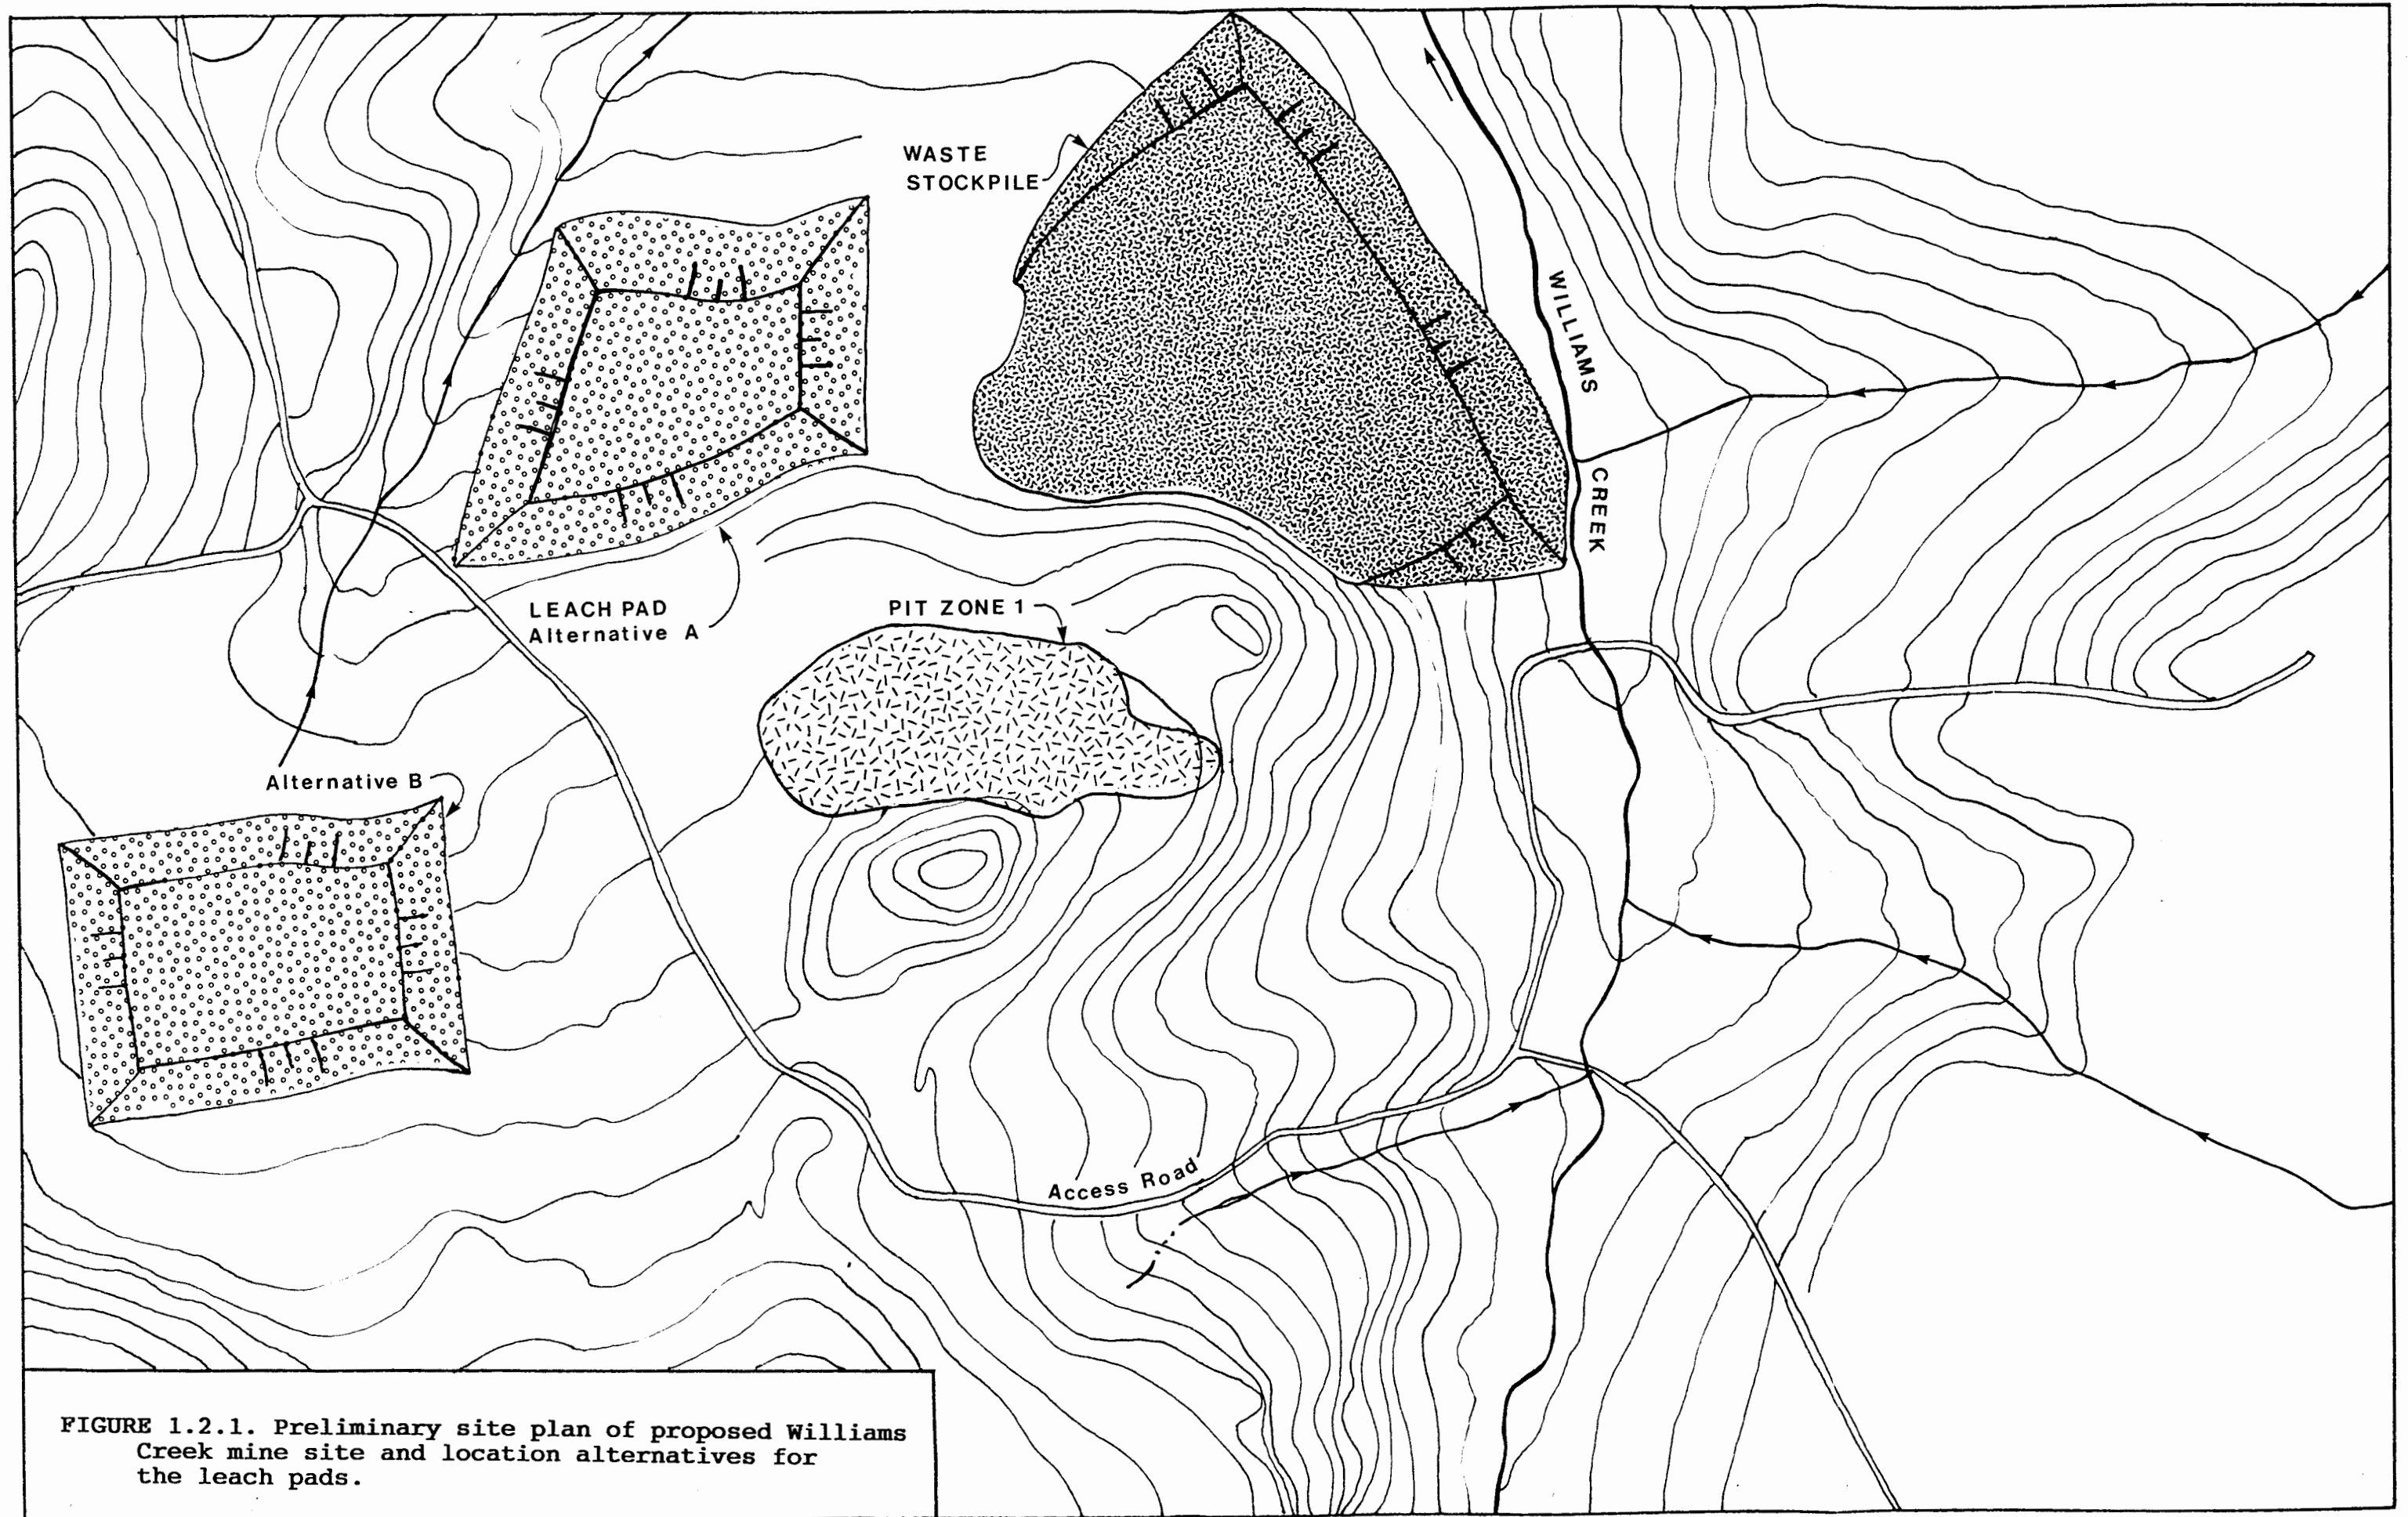 WASTE
STOCKPILE
WILLIAMS
CREEK
LEACH PAD
Alternative A
PIT ZONE 1
Alternative B
Access Road
FIGURE 1.2.1. Preliminary site plan of proposed Williams
Creek mine site and location alternatives for
the leach pads.